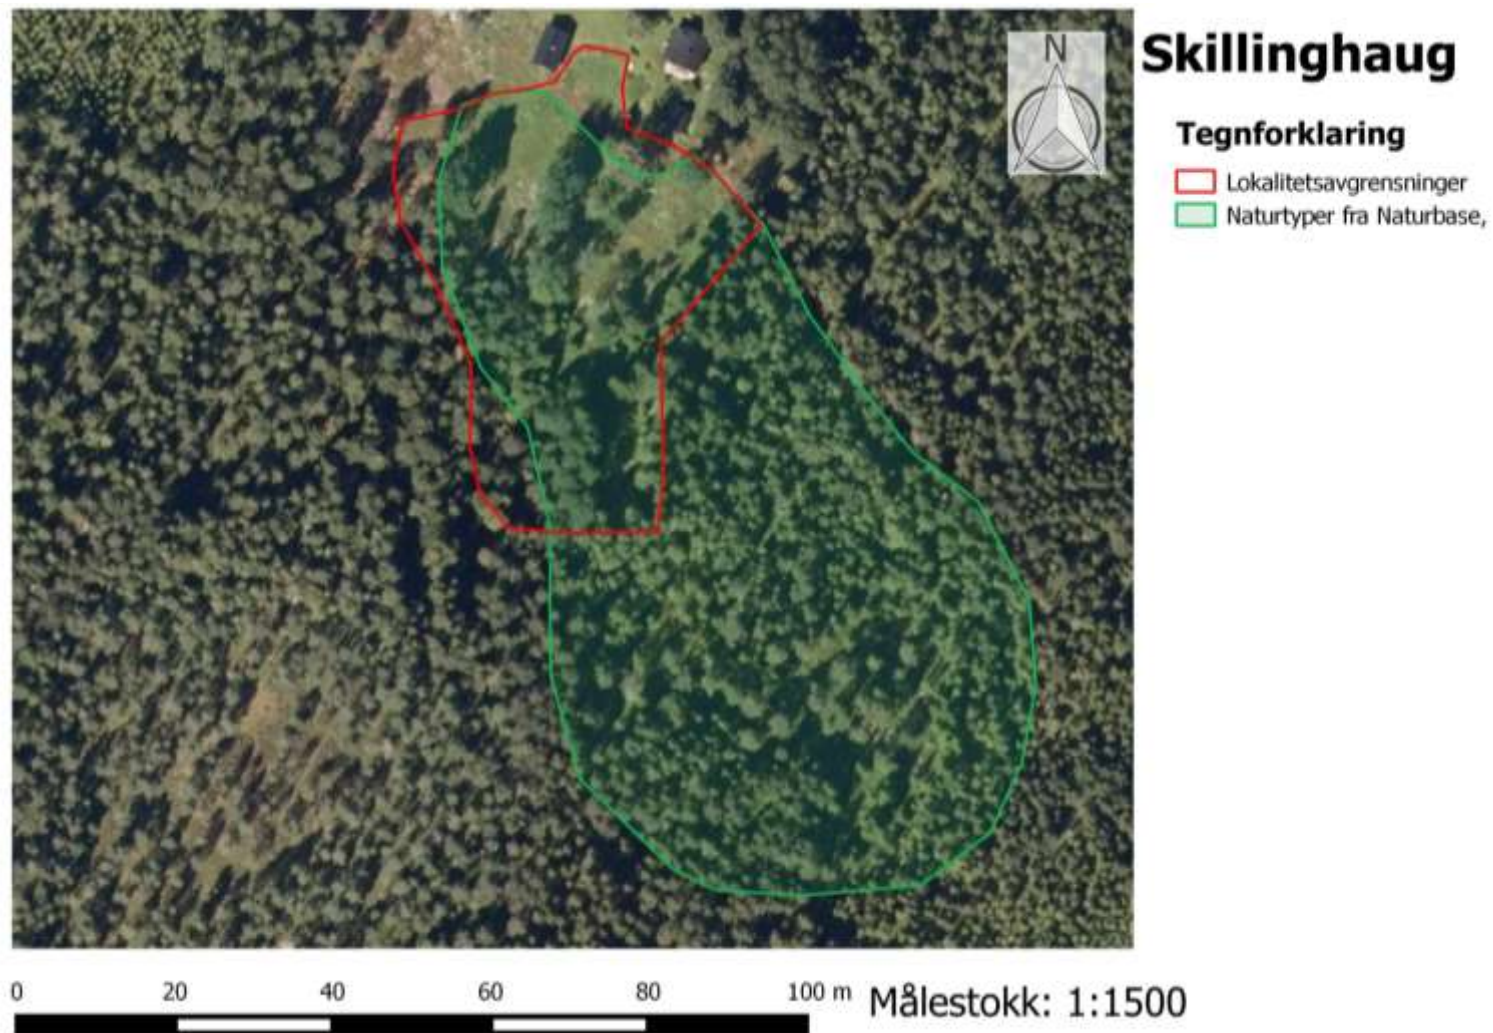 Skillinghaug
N
Tegnforklaring
Lokalitetsavgrensninger
Naturtyper fra Naturbase,
0 20 40 60 80 100 m
Målestokk: 1:1500